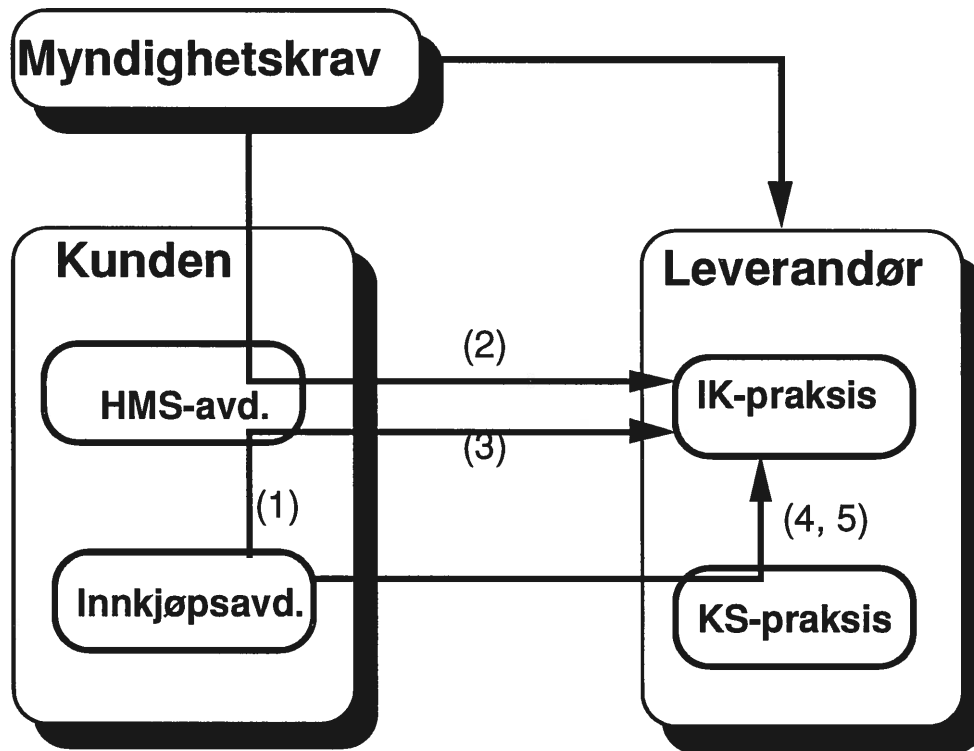 Myndighetskrav
Kunden
Leverandør
(2)
HMS-avd.
IK-praksis
(3)
(1)
(4, 5)
Innkjøpsavd.
KS-praksis